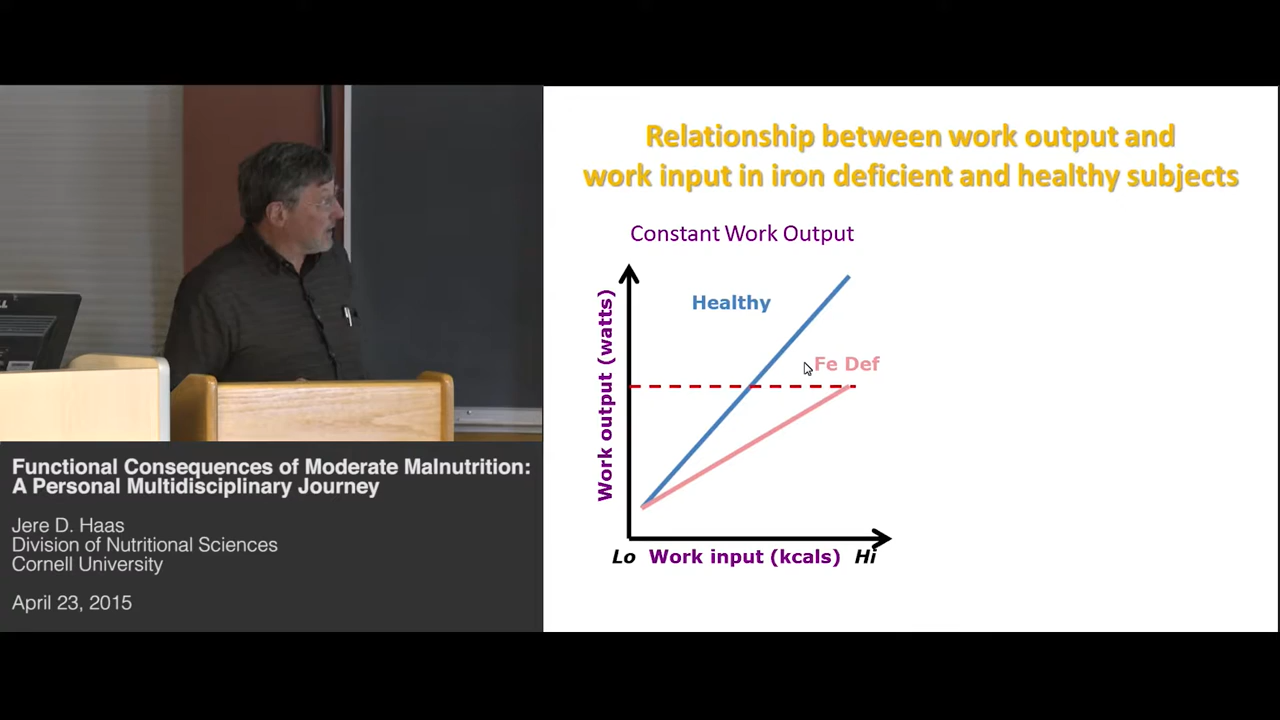 Relationship between work output and
work input in iron deficient and healthy subjects
Constant Work Output
Healthy
Fe Def
Work output (watts)
Lo Work input (kcals) Hi
Functional Consequences of Moderate Malnutrition:
A Personal Multidisciplinary Journey
Jere D. Haas
Division of Nutritional Sciences
Cornell University
April 23, 2015